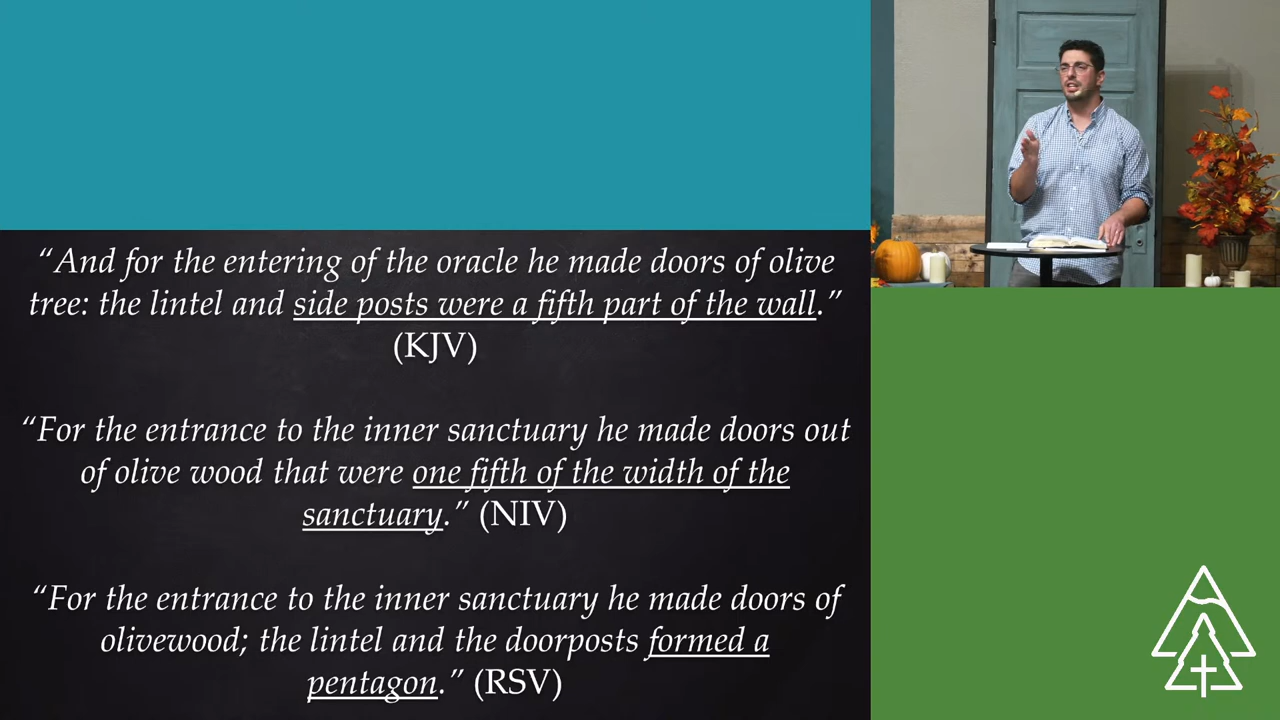 “And for the entering of the oracle he made doors of olive
tree: the lintel and side posts were a fifth part of the wall.”
(KJV)
“For the entrance to the inner sanctuary he made doors out
of olive wood that were one fifth of the width of the
sanctuary.” (NIV)
“For the entrance to the inner sanctuary he made doors of
olivewood; the lintel and the doorposts formed a
pentagon.” (RSV)